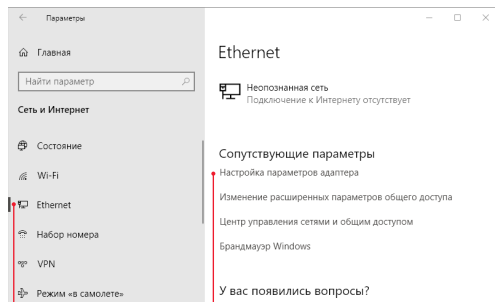 Параметры
Главная
Найти параметр
Сеть и Интернет
Состояние
Wi-Fi
Ethernet
Набор номера
VPN
Режим «в самолете»
Ethernet
Неопознанная сеть
Подключение к Интернету отсутствует
Сопутствующие параметры
Настройка параметров адаптера
Изменение расширенных параметров общего доступа
Центр управления сетями и общим доступом
Брандмауэр Windows
У вас появились вопросы?